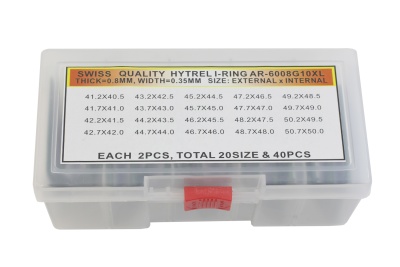 SWISS QUALITY HYTREL I-RING AR-6008G10XL
THICK=0.8MM, WIDTH=0.35MM SIZE: EXTERNAL x INTERNAL
41.2X40.5 43.2X42.5 45.2X44.5 47.2X46.5 49.2X48.5
41.7X41.0 43.7X43.0 45.7X45.0 47.7X47.0 49.7X49.0
42.2X41.5 44.2X43.5 46.2X45.5 48.2X47.5 50.2X49.5
42.7X42.0 44.7X44.0 46.7X46.0 48.7X48.0 50.7X50.0
EACH 2PCS, TOTAL 20SIZE & 40PCS